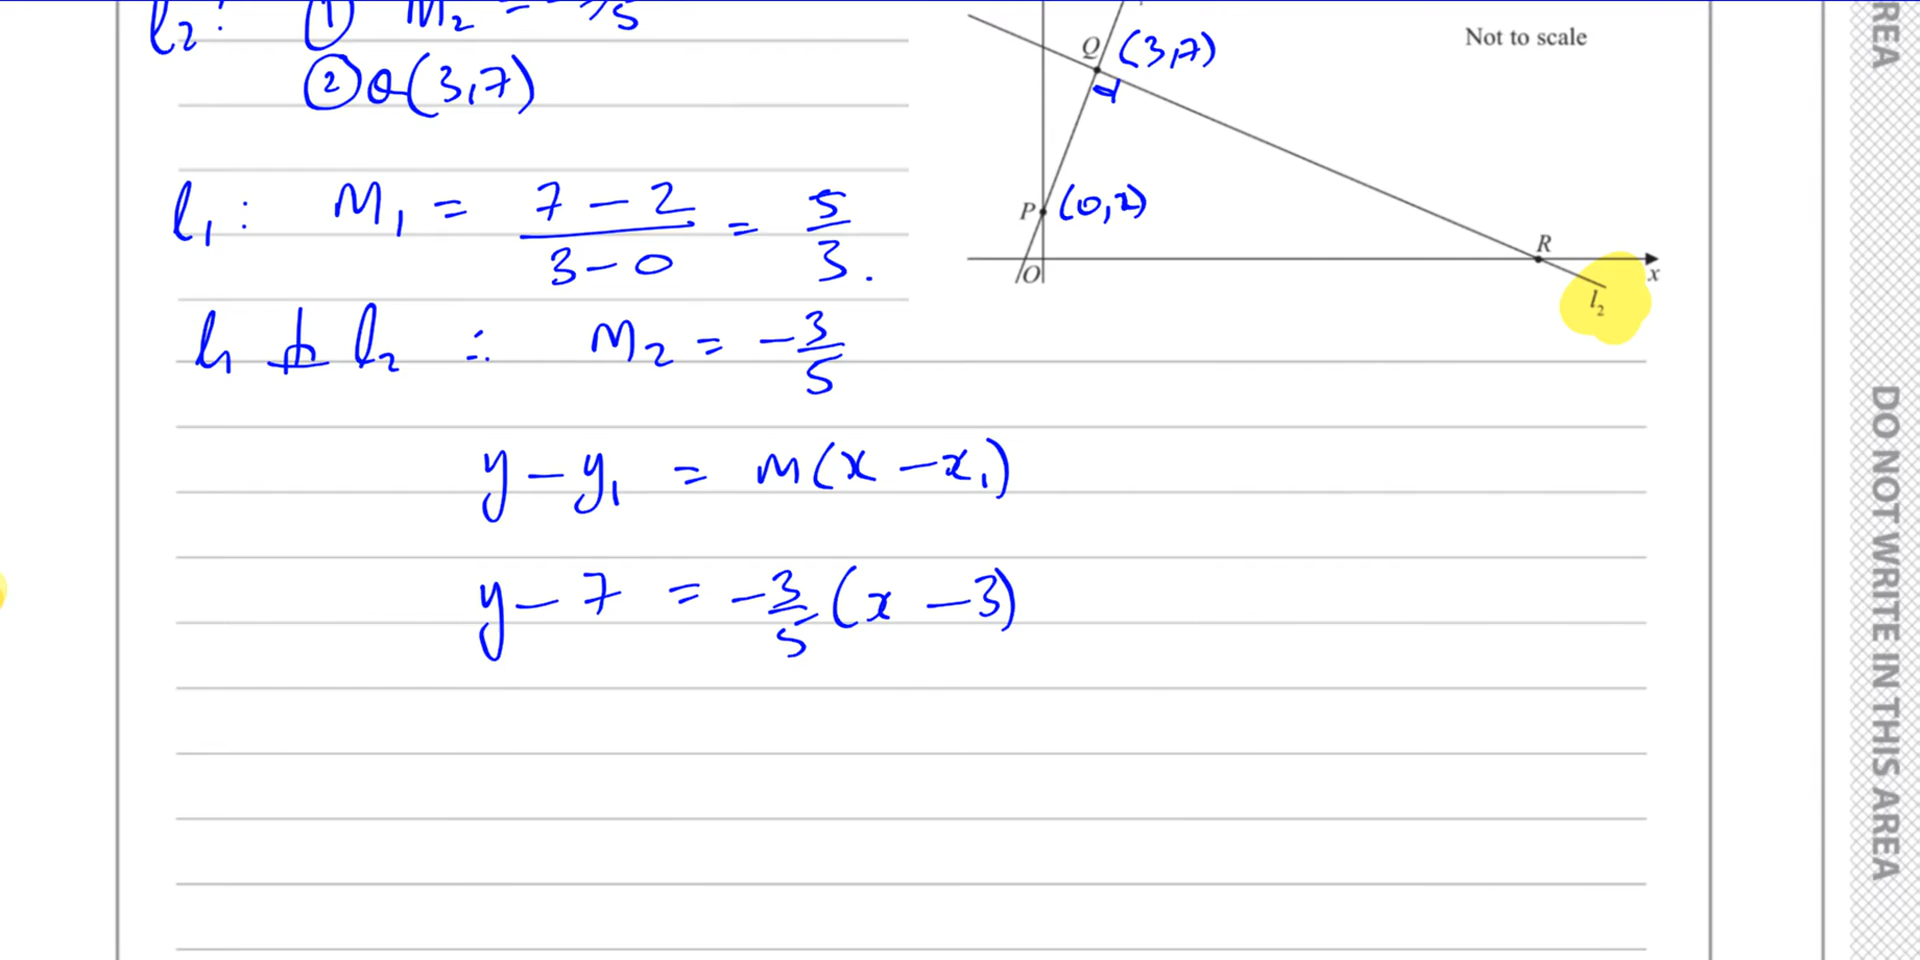 l₂: ① M₂ = -3/5
② Q(3,7)
Q (3,7)
Not to scale
P (0,2)
O
R
x
l₂
l₁: M₁ = (7-2)/(3-0) = 5/3.
l₁ ⊥ l₂ ∴ M₂ = -3/5
y - y₁ = m(x - x₁)
y - 7 = -3/5 (x - 3)
REA
DO NOT WRITE IN THIS AREA